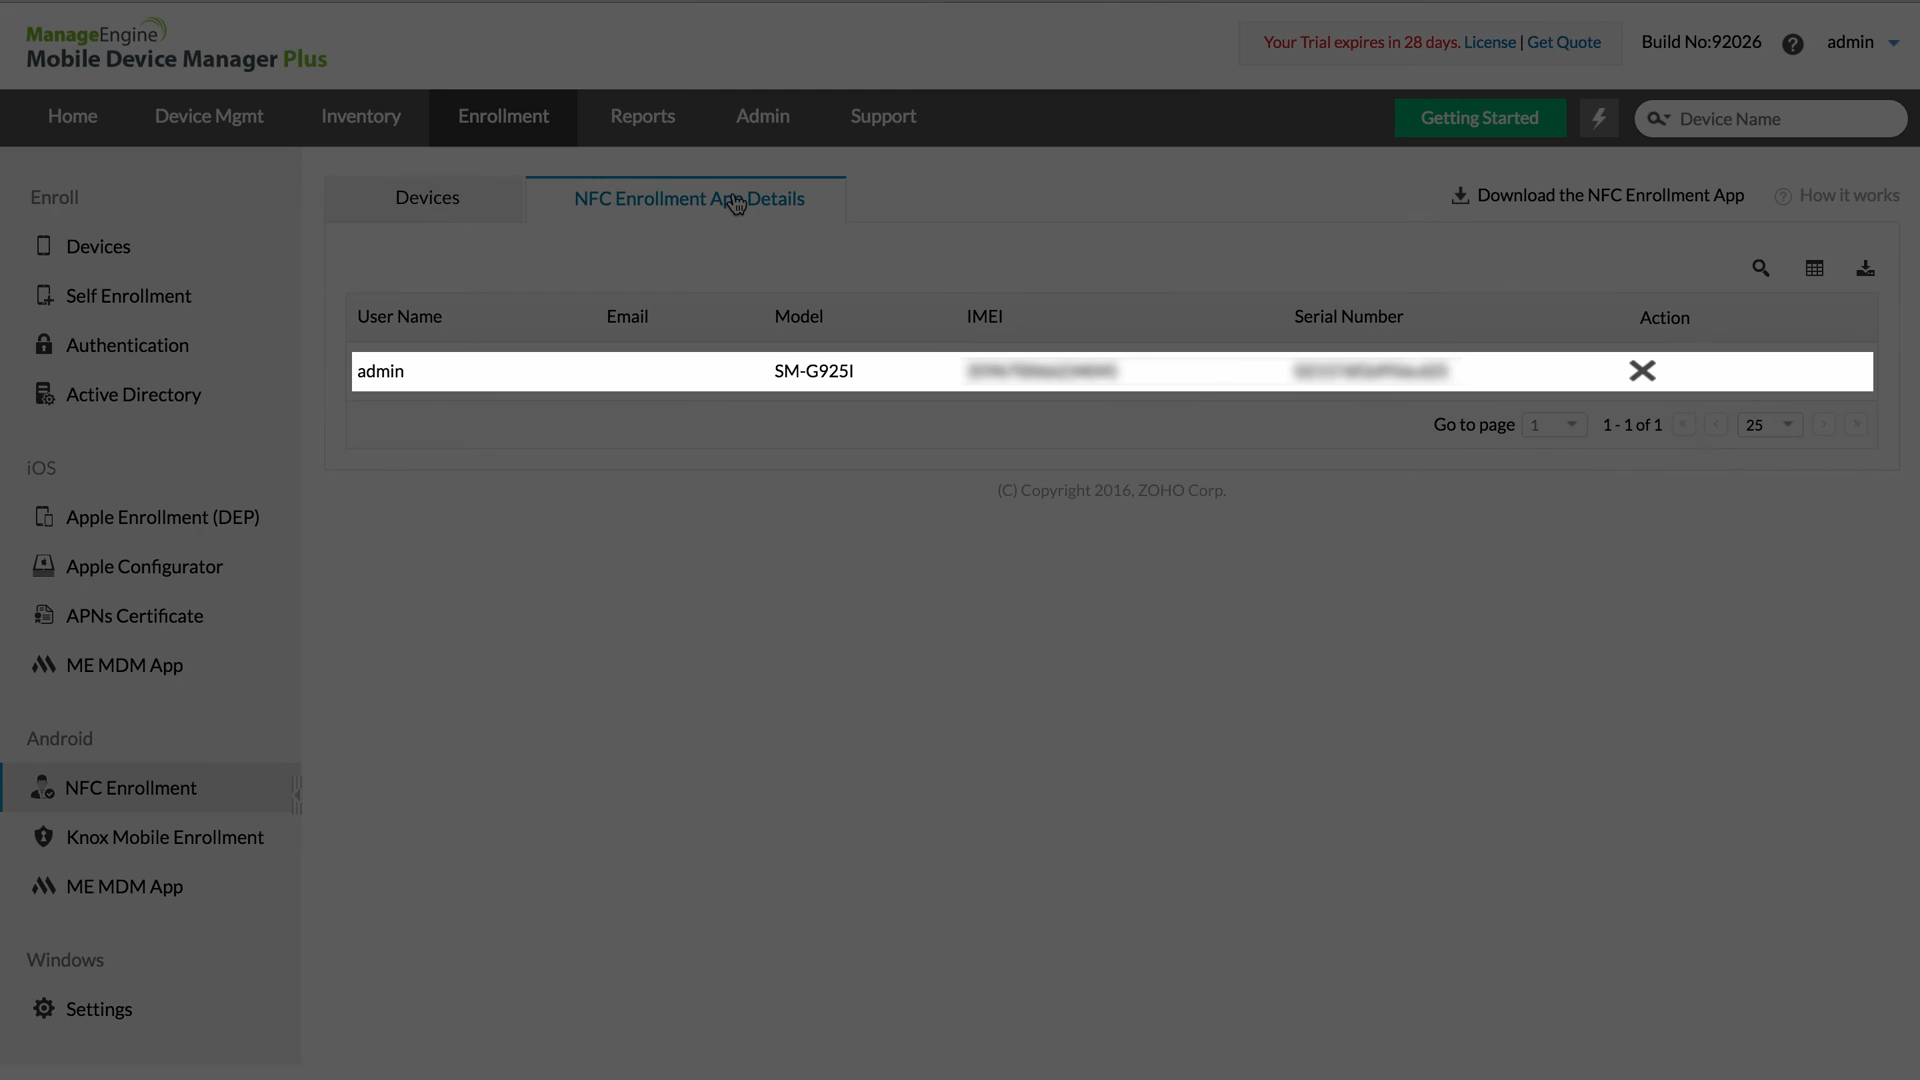 ManageEngine
Mobile Device Manager Plus
Your Trial expires in 28 days. License | Get Quote
Build No:92026
admin
Home
Device Mgmt
Inventory
Enrollment
Reports
Admin
Support
Getting Started
Device Name
Enroll
Devices
Self Enrollment
Authentication
Active Directory
iOS
Apple Enrollment (DEP)
Apple Configurator
APNs Certificate
ME MDM App
Android
NFC Enrollment
Knox Mobile Enrollment
ME MDM App
Windows
Settings
Devices
NFC Enrollment App Details
Download the NFC Enrollment App
How it works
User Name
Email
Model
IMEI
Serial Number
Action
admin
SM-G925I
Go to page 1
1 - 1 of 1
25
(C) Copyright 2016, ZOHO Corp.